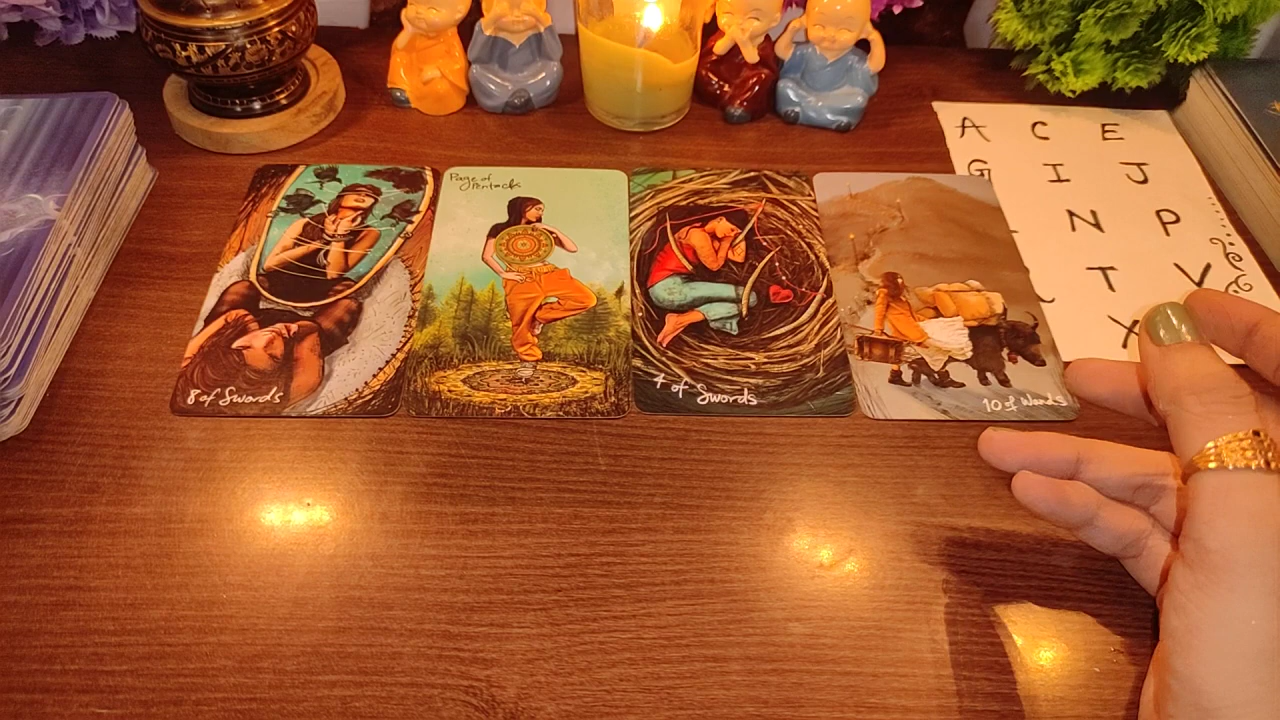 8 of Swords
Page of
Pentacles
4 of Swords
10 of Wands
A C E
G I J
N P
T V
X